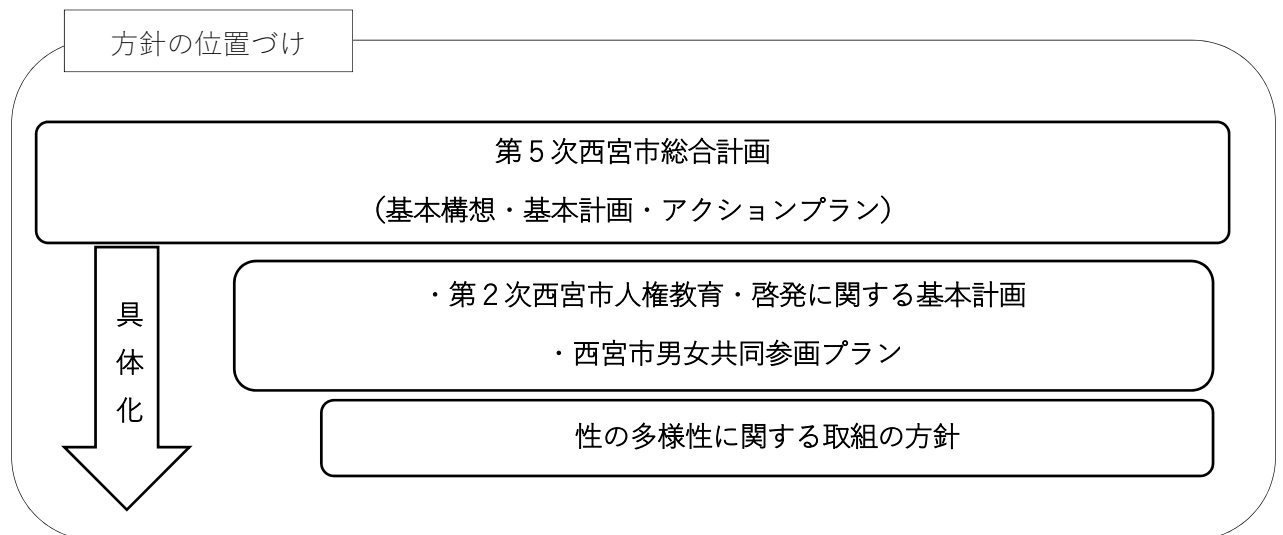 方針の位置づけ
第５次西宮市総合計画
（基本構想・基本計画・アクションプラン）
具体化
・第２次西宮市人権教育・啓発に関する基本計画
・西宮市男女共同参画プラン
性の多様性に関する取組の方針